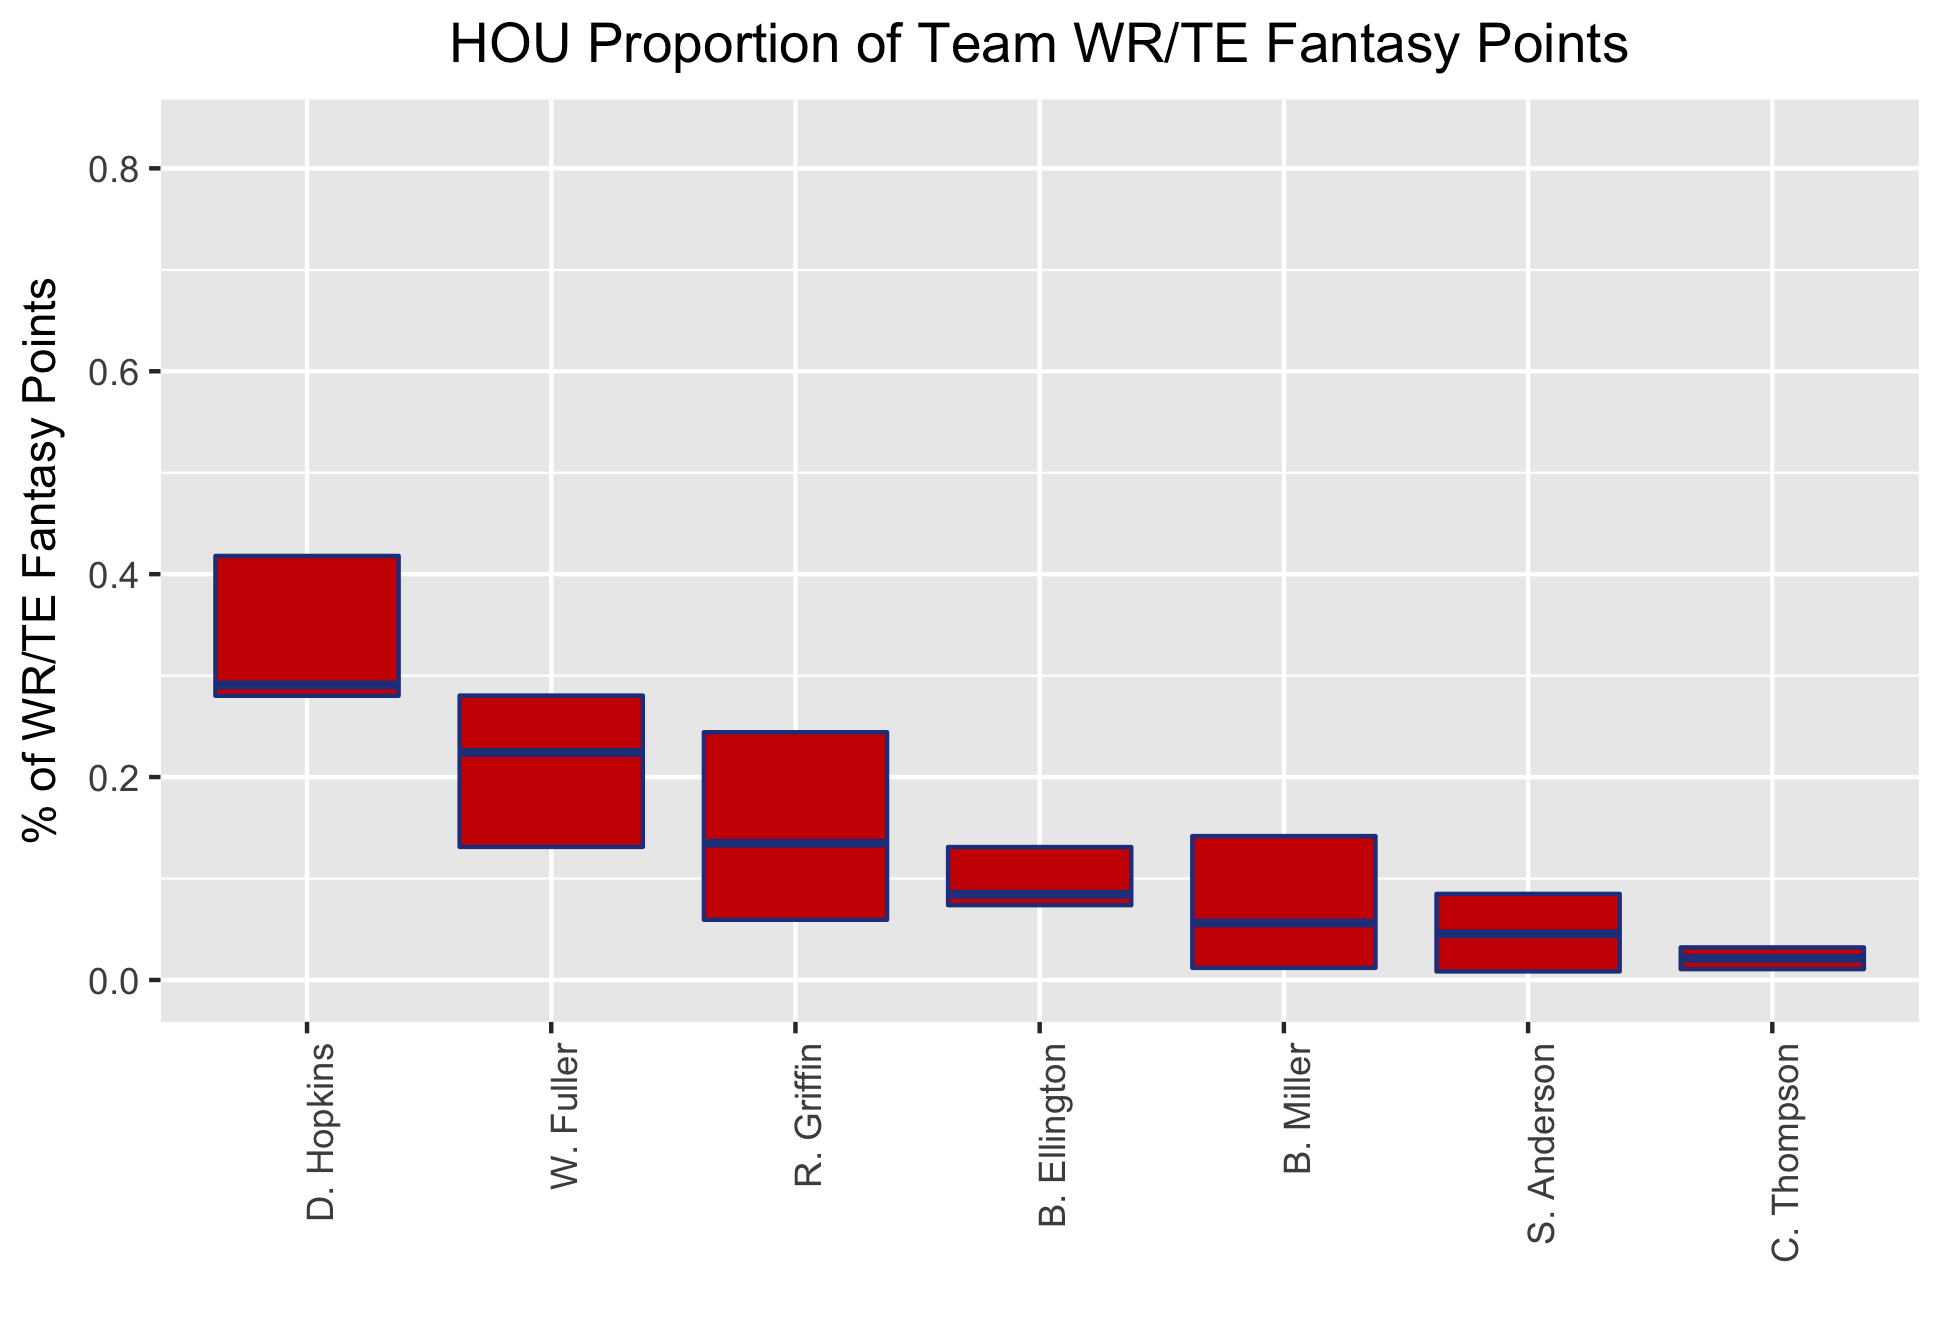 HOU Proportion of Team WR/TE Fantasy Points
% of WR/TE Fantasy Points
0.8
0.6
0.4
0.2
0.0
D. Hopkins
W. Fuller
R. Griffin
B. Ellington
B. Miller
S. Anderson
C. Thompson